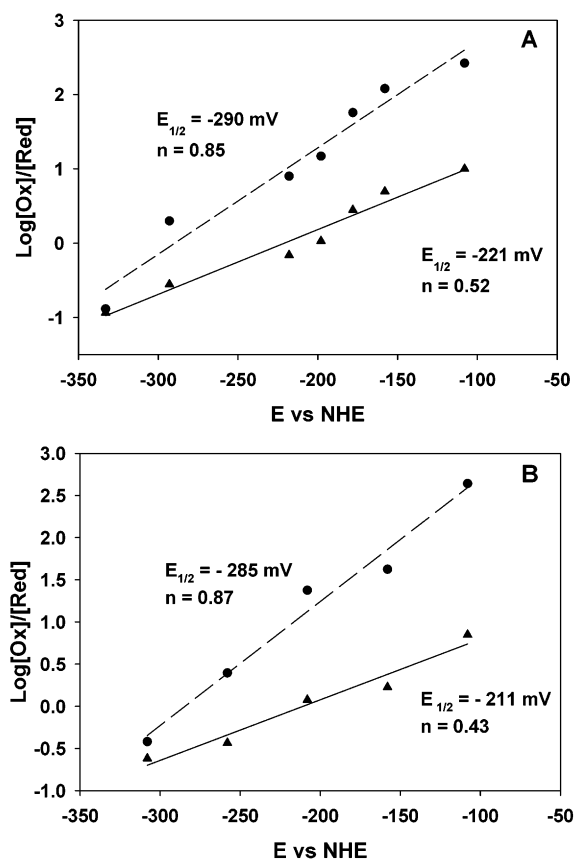 A
3
2
1
0
-1
Log[Ox]/[Red]
E1/2 = -290 mV
n = 0.85
E1/2 = -221 mV
n = 0.52
-350 -300 -250 -200 -150 -100 -50
E vs NHE
B
3.0
2.5
2.0
1.5
1.0
0.5
0.0
-0.5
-1.0
Log[Ox]/[Red]
E1/2 = - 285 mV
n = 0.87
E1/2 = - 211 mV
n = 0.43
-350 -300 -250 -200 -150 -100 -50
E vs NHE